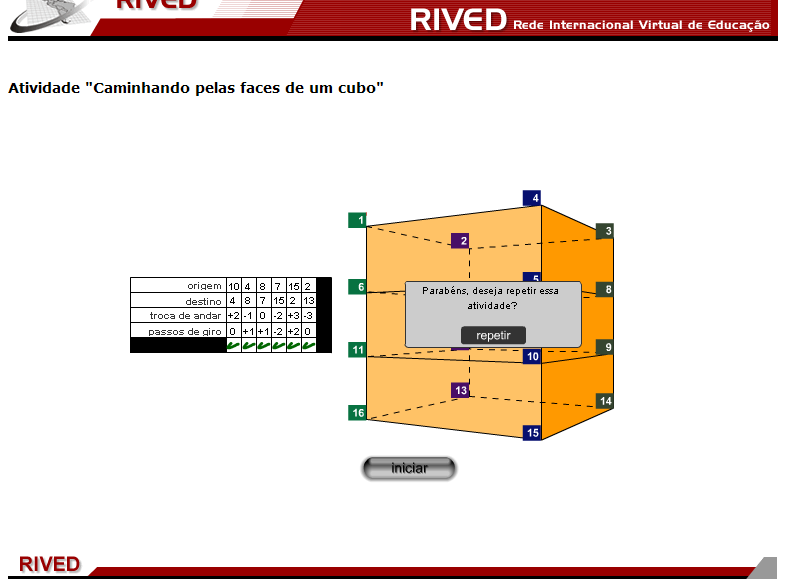 RIVED
RIVED Rede Internacional Virtual de Educação
Atividade "Caminhando pelas faces de um cubo"
4
1
3
2
5
6
8
Parabéns, deseja repetir essa
atividade?
repetir
origem 10 4 8 7 15 2
destino 4 8 7 15 2 13
troca de andar +2 -1 0 -2 +3 -3
passos de giro 0 +1 +1 -2 +2 0
11
10
9
13
14
16
15
iniciar
RIVED